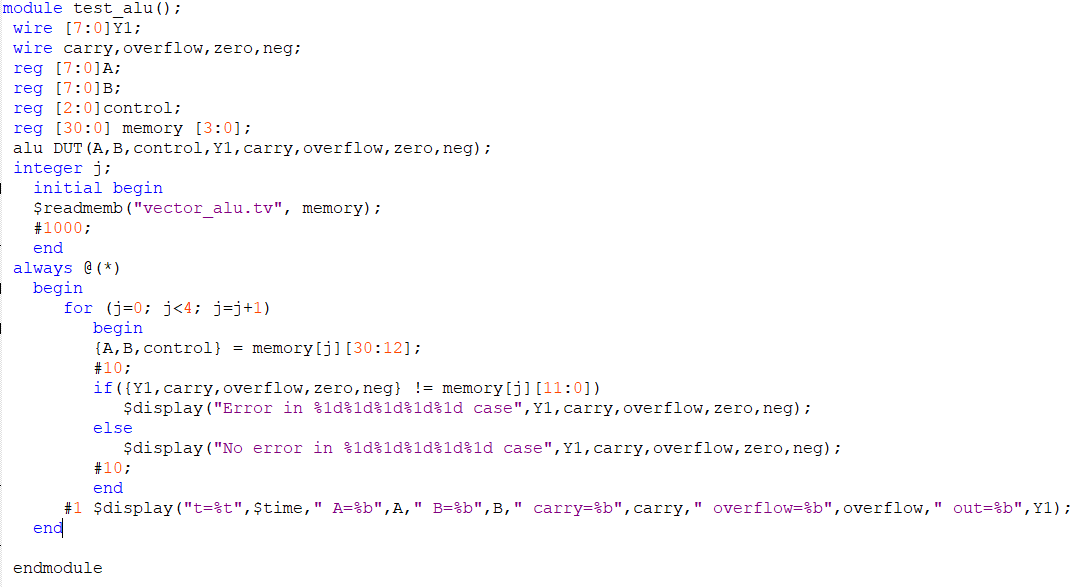 module test_alu();
wire [7:0]Y1;
wire carry,overflow,zero,neg;
reg [7:0]A;
reg [7:0]B;
reg [2:0]control;
reg [30:0] memory [3:0];
alu DUT(A,B,control,Y1,carry,overflow,zero,neg);
integer j;
initial begin
$readmemb("vector_alu.tv", memory);
#1000;
end
always @(*)
begin
for (j=0; j<4; j=j+1)
begin
{A,B,control} = memory[j][30:12];
#10;
if({Y1,carry,overflow,zero,neg} != memory[j][11:0])
$display("Error in %1d%1d%1d%1d%1d case",Y1,carry,overflow,zero,neg);
else
$display("No error in %1d%1d%1d%1d%1d case",Y1,carry,overflow,zero,neg);
#10;
end
#1 $display("t=%t",$time," A=%b",A," B=%b",B," carry=%b",carry," overflow=%b",overflow," out=%b",Y1);
end
endmodule